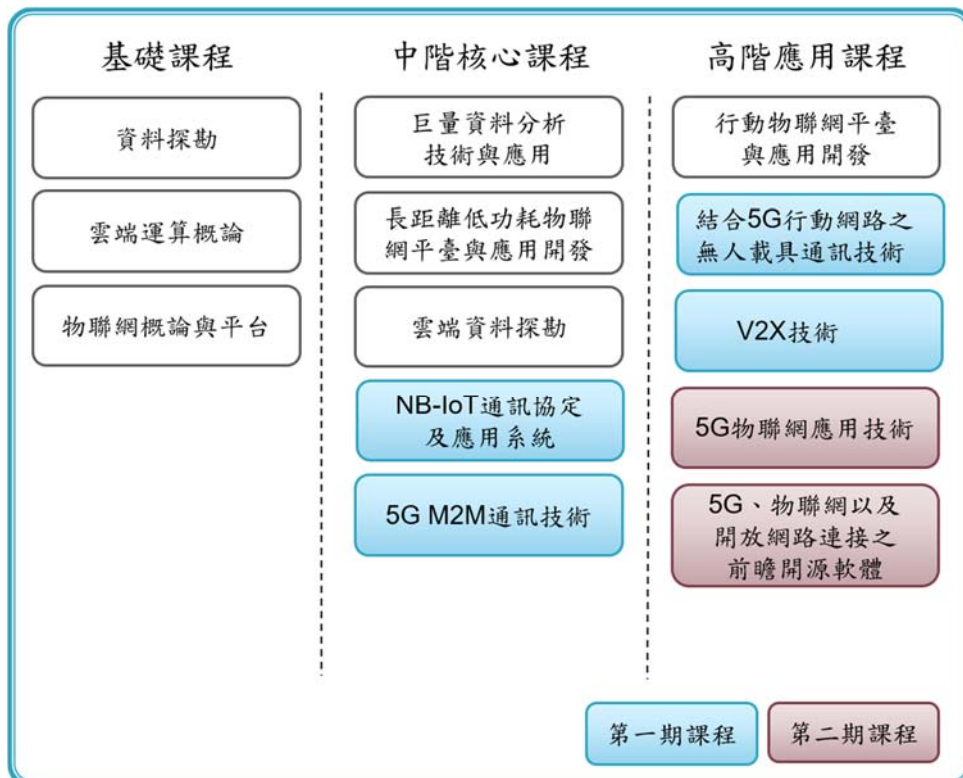 基礎課程
資料探勘
雲端運算概論
物聯網概論與平台
中階核心課程
巨量資料分析
技術與應用
長距離低功耗物聯
網平臺與應用開發
雲端資料探勘
NB-IoT通訊協定
及應用系統
5G M2M通訊技術
高階應用課程
行動物聯網平臺
與應用開發
結合5G行動網路之
無人載具通訊技術
V2X技術
5G物聯網應用技術
5G、物聯網以及
開放網路連接之
前瞻開源軟體
第一期課程
第二期課程